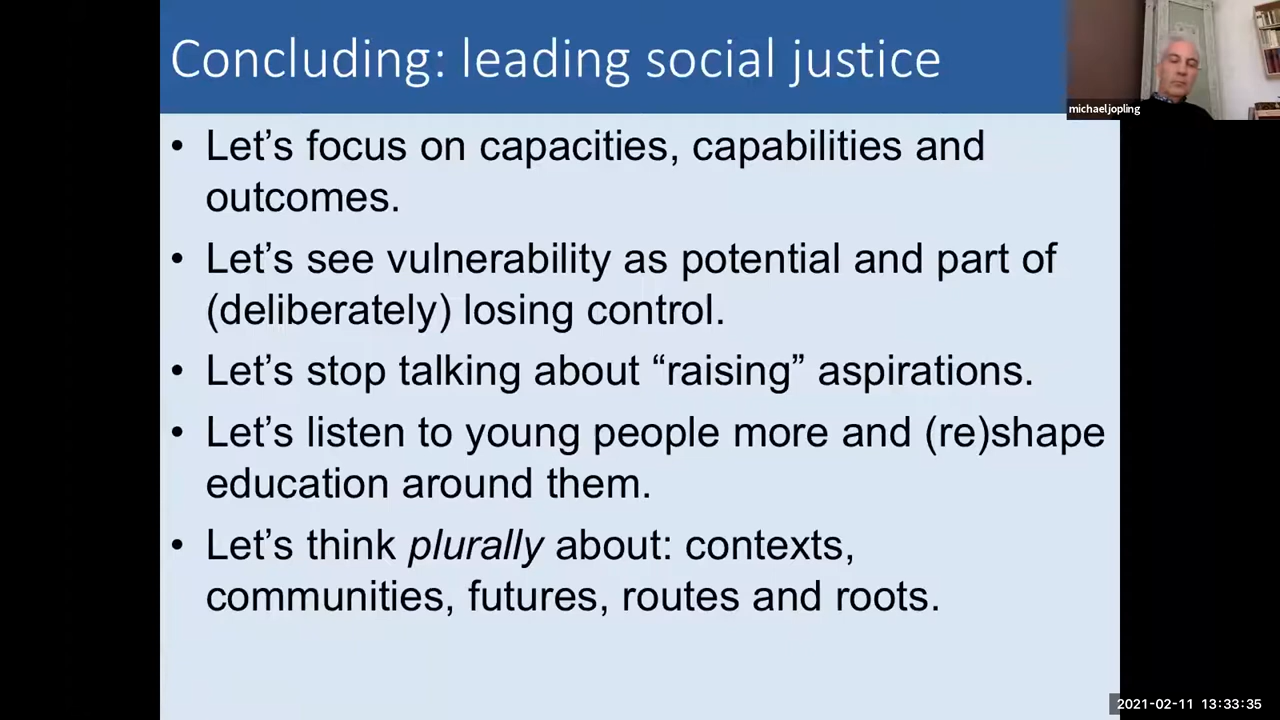 Concluding: leading social justice
michaeljopling
• Let’s focus on capacities, capabilities and
outcomes.
• Let’s see vulnerability as potential and part of
(deliberately) losing control.
• Let’s stop talking about “raising” aspirations.
• Let’s listen to young people more and (re)shape
education around them.
• Let’s think plurally about: contexts,
communities, futures, routes and roots.
2021-02-11 13:33:35